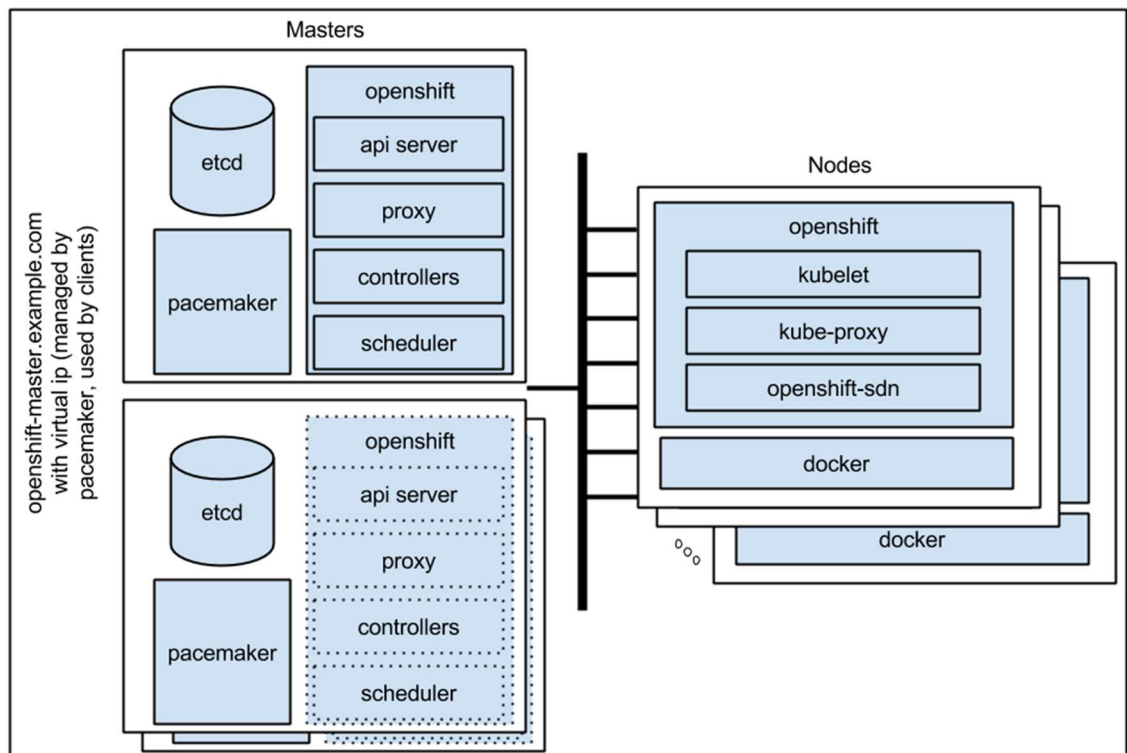 openshift-master.example.com
with virtual ip (managed by
pacemaker, used by clients)
Masters
etcd
pacemaker
openshift
api server
proxy
controllers
scheduler
etcd
pacemaker
openshift
api server
proxy
controllers
scheduler
Nodes
openshift
kubelet
kube-proxy
openshift-sdn
docker
docker